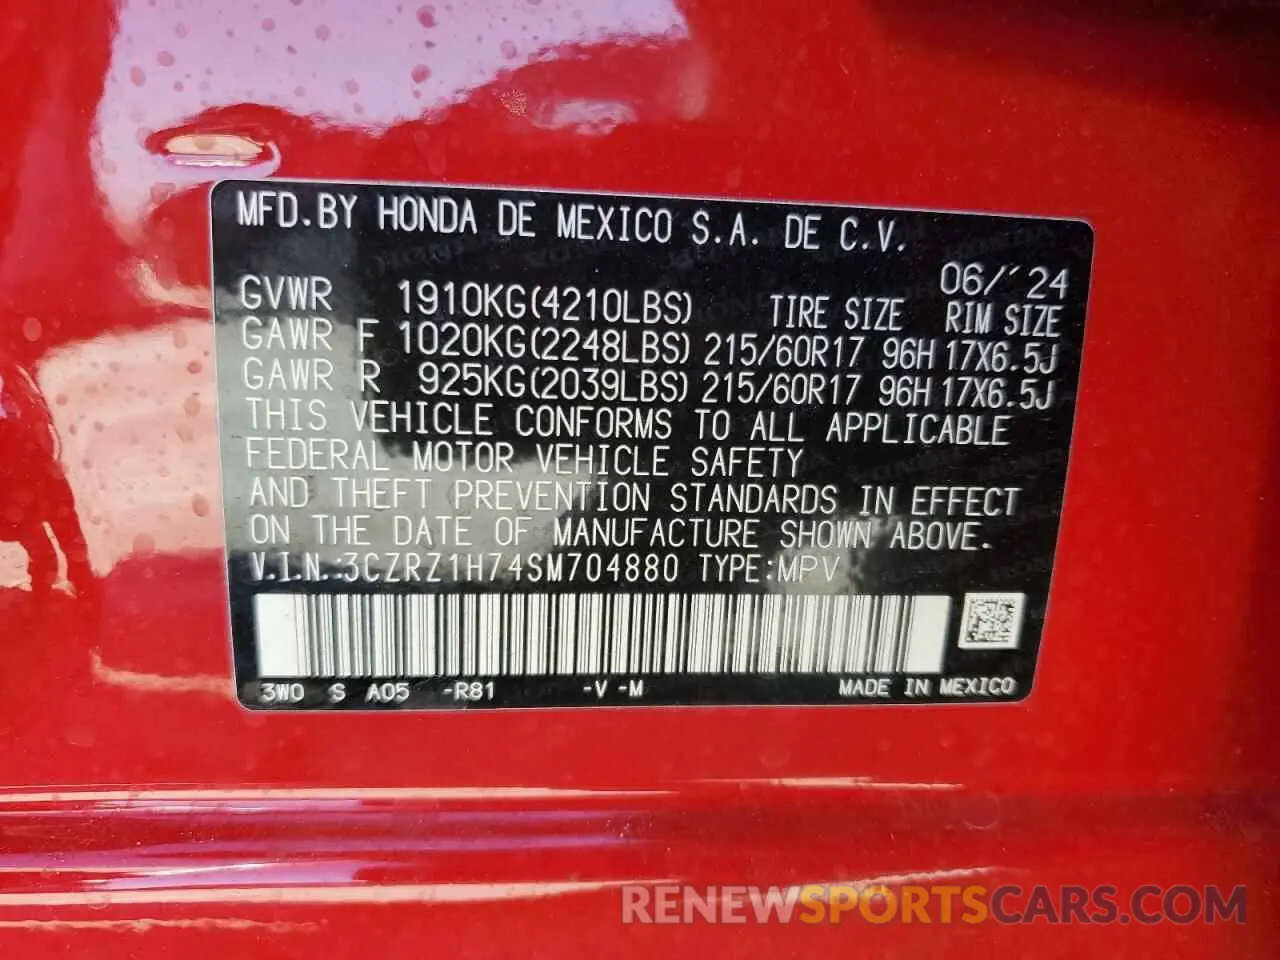 MFD.BY HONDA DE MEXICO S.A. DE C.V.
06/´24
GVWR 1910KG(4210LBS) TIRE SIZE RIM SIZE
GAWR F 1020KG(2248LBS) 215/60R17 96H 17X6.5J
GAWR R 925KG(2039LBS) 215/60R17 96H 17X6.5J
THIS VEHICLE CONFORMS TO ALL APPLICABLE
FEDERAL MOTOR VEHICLE SAFETY
AND THEFT PREVENTION STANDARDS IN EFFECT
ON THE DATE OF MANUFACTURE SHOWN ABOVE.
V.I.N.:3CZRZ1H74SM704880 TYPE:MPV
3W0 S A05 -R81 -V -M MADE IN MEXICO
RENEWSPORTSCARS.COM